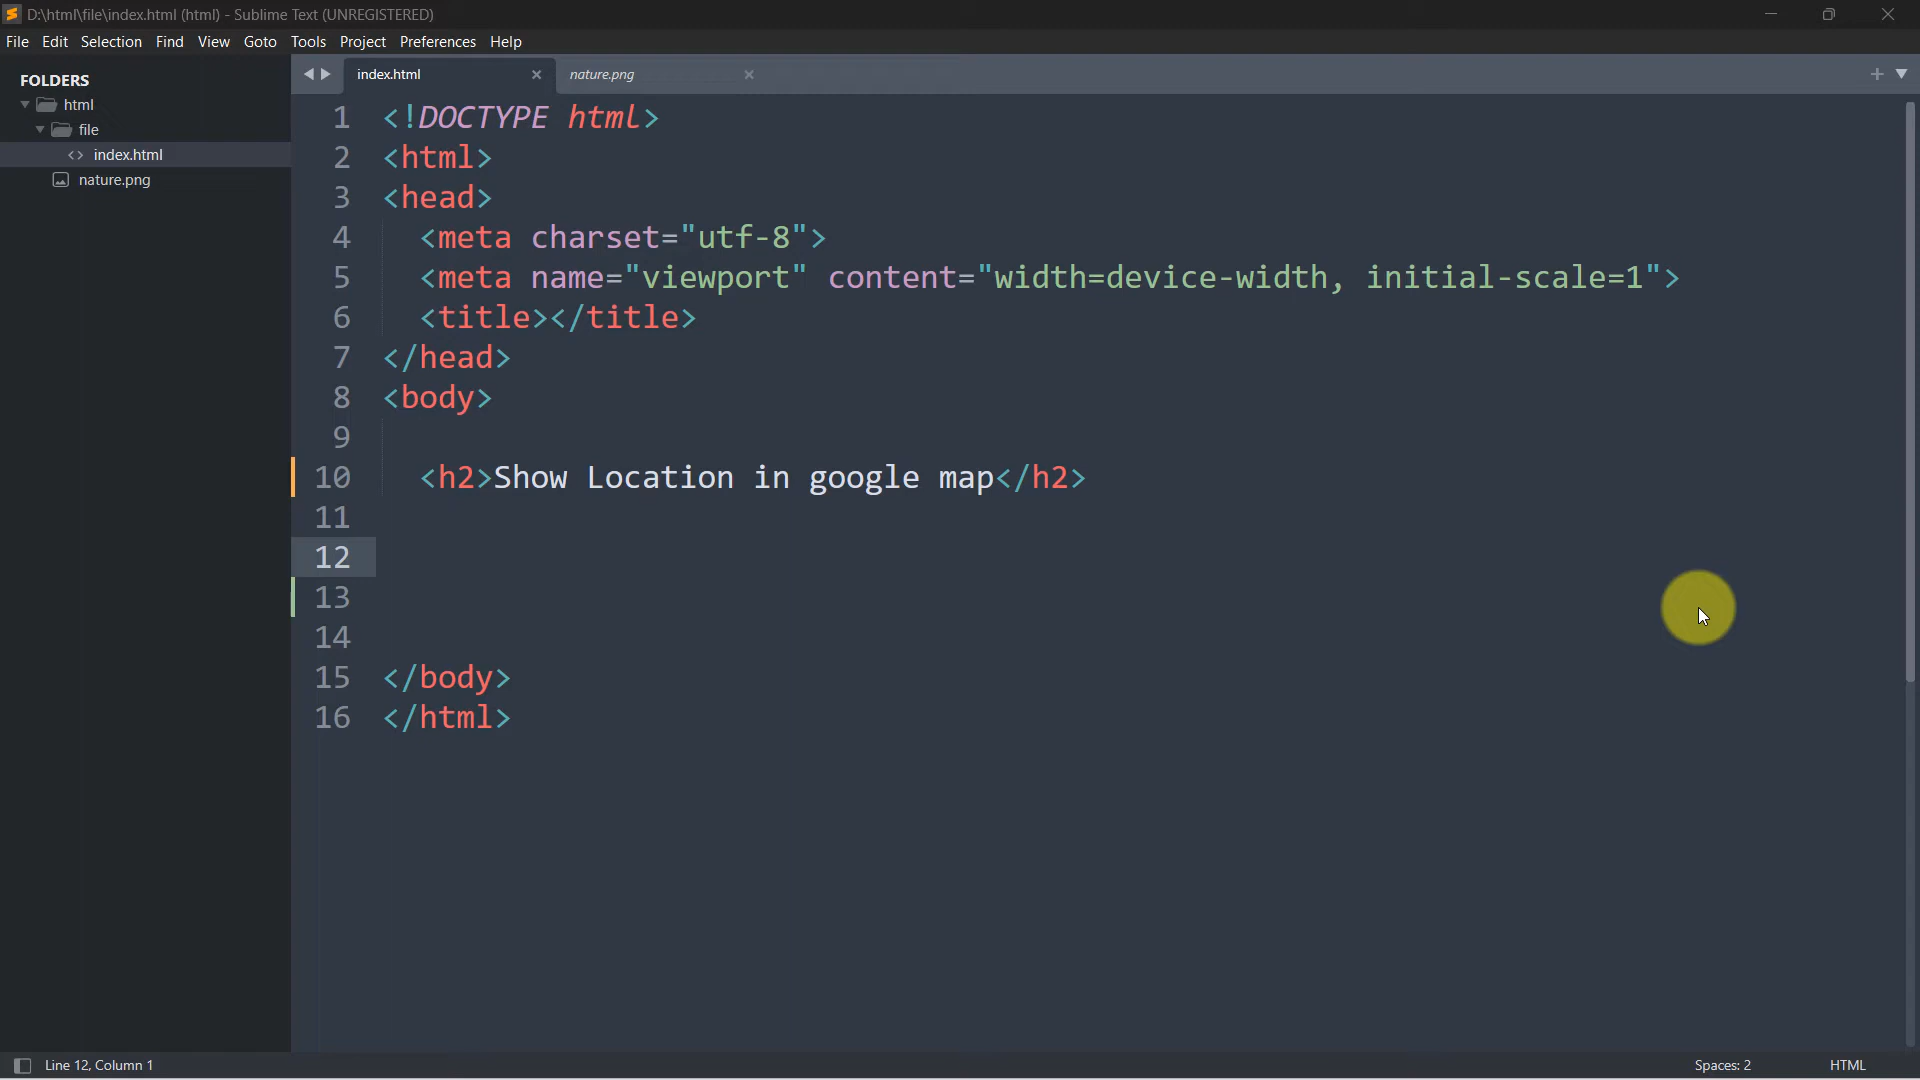 D:\html\file\index.html (html) - Sublime Text (UNREGISTERED)
File Edit Selection Find View Goto Tools Project Preferences Help
FOLDERS
html
file
<> index.html
nature.png
index.html
nature.png
1 <!DOCTYPE html>
2 <html>
3 <head>
4 <meta charset="utf-8">
5 <meta name="viewport" content="width=device-width, initial-scale=1">
6 <title></title>
7 </head>
8 <body>
9
10 <h2>Show Location in google map</h2>
11
12
13
14
15 </body>
16 </html>
Line 12, Column 1
Spaces: 2
HTML